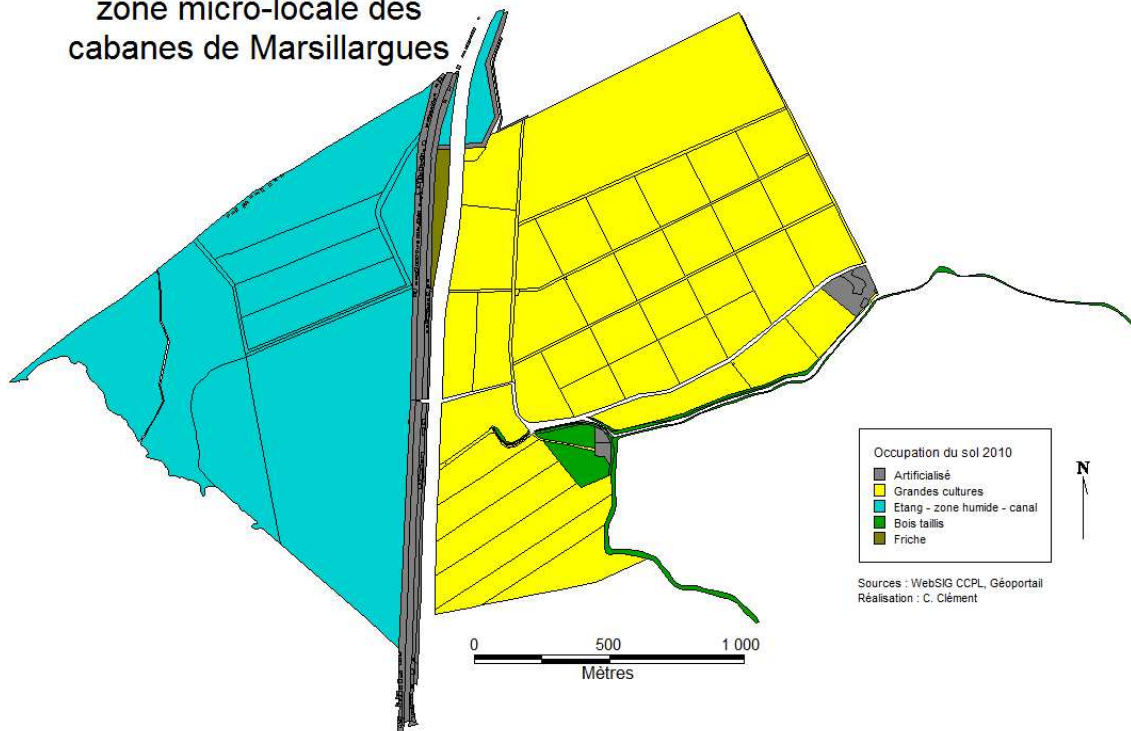 zone micro-locale des
cabanes de Marsillargues
Occupation du sol 2010
Artificialisé
Grandes cultures
Etang - zone humide - canal
Bois taillis
Friche
N
Sources : WebSIG CCPL, Géoportail
Réalisation : C. Clément
0 500 1 000
Mètres